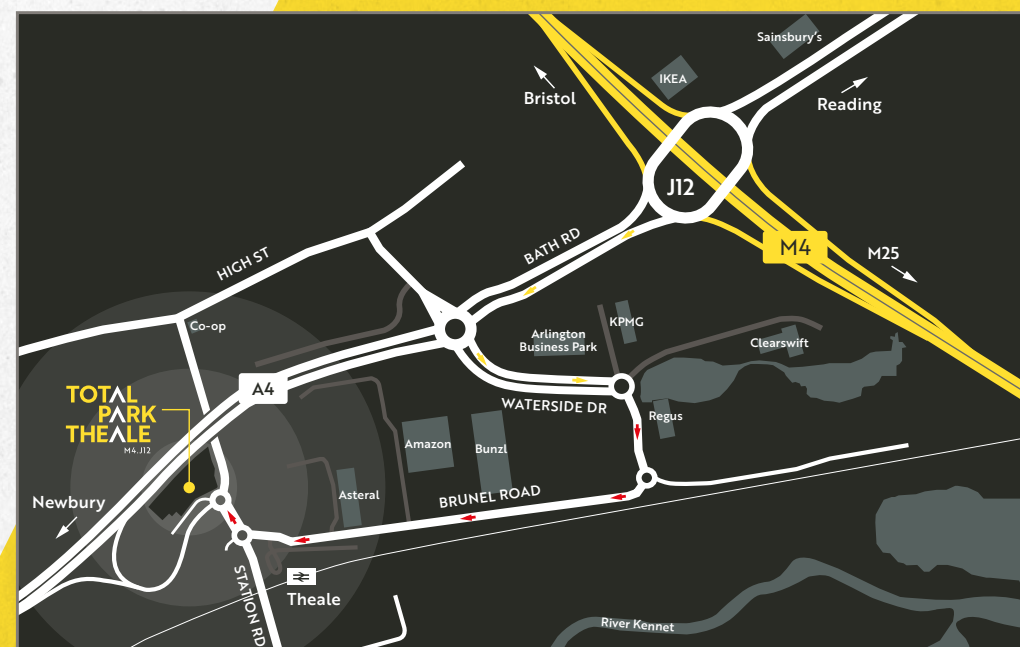 Sainsbury's
IKEA
Bristol
Reading
J12
BATH RD
M4
M25
HIGH ST
Co-op
KPMG
Arlington
Business Park
Clearswift
A4
TOTAL
PARK
THEALE
M4.J12
WATERSIDE DR
Regus
Amazon
Bunzl
Asteral
BRUNEL ROAD
Newbury
STATION RD
Theale
River Kennet